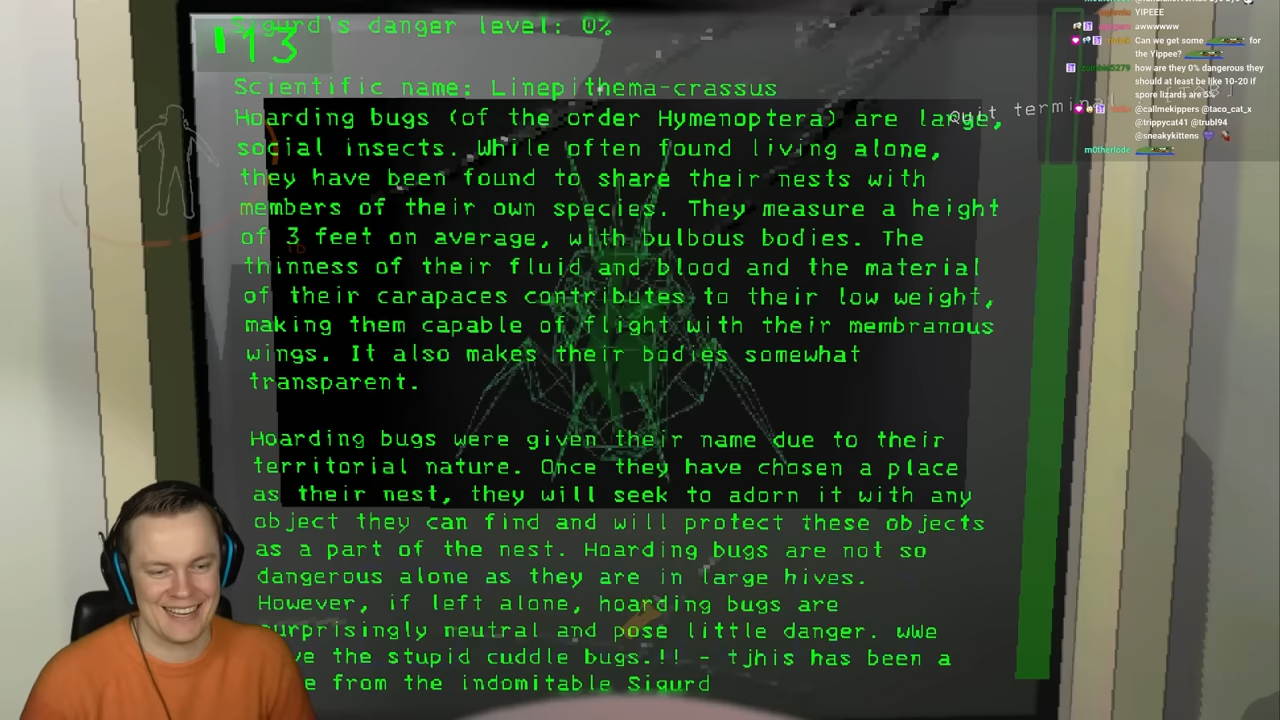 Sigurd's danger level: 0%
13
Scientific name: Linepithema-crassus
Hoarding bugs (of the order Hymenoptera) are large,
social insects. While often found living alone,
they have been found to share their nests with
members of their own species. They measure a height
of 3 feet on average, with bulbous bodies. The
thinness of their fluid and blood and the material
of their carapaces contributes to their low weight,
making them capable of flight with their membranous
wings. It also makes their bodies somewhat
transparent.
Hoarding bugs were given their name due to their
territorial nature. Once they have chosen a place
as their nest, they will seek to adorn it with any
object they can find and will protect these objects
as a part of the nest. Hoarding bugs are not so
dangerous alone as they are in large hives.
However, if left alone, hoarding bugs are
surprisingly neutral and pose little danger. wWe
ve the stupid cuddle bugs.!! - tjhis has been a
e from the indomitable Sigurd
Quit terminal
YIPEEE
awwwwww
Can we get some for
the Yippee?
zombie5279 how are they 0% dangerous they
should at least be like 10-20 if
spore lizards are 5%
@callmekippers @taco_cat_x
@trippycat41 @trubl94
@sneakykittens
m0therlode